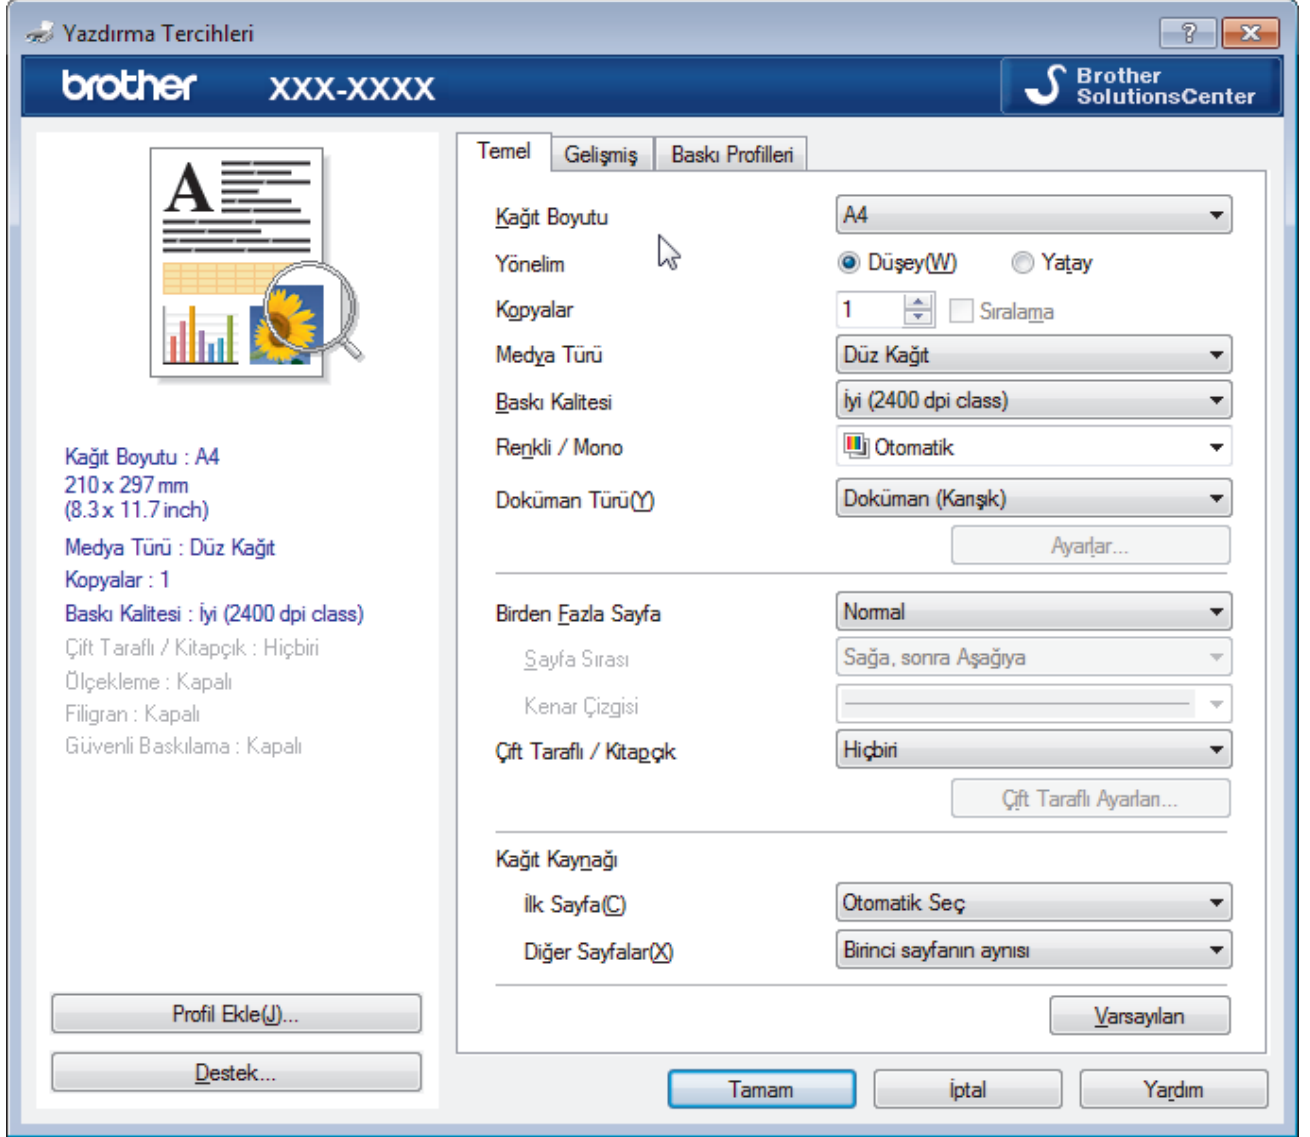 Yazdırma Tercihleri
brother XXX-XXXX
Brother
SolutionsCenter
A
Kağıt Boyutu : A4
210 x 297 mm
(8.3 x 11.7 inch)
Medya Türü : Düz Kağıt
Kopyalar : 1
Baskı Kalitesi : İyi (2400 dpi class)
Çift Taraflı / Kitapçık : Hiçbiri
Ölçekleme : Kapalı
Filigran : Kapalı
Güvenli Baskılama : Kapalı
Profil Ekle(J)...
Destek...
Temel Gelişmiş Baskı Profilleri
Kağıt Boyutu A4
Yönelim Düşey(W) Yatay
Kopyalar 1 Sıralama
Medya Türü Düz Kağıt
Baskı Kalitesi İyi (2400 dpi class)
Renkli / Mono Otomatik
Doküman Türü(Y) Doküman (Karışık)
Ayarlar...
Birden Fazla Sayfa Normal
Sayfa Sırası Sağa, sonra Aşağıya
Kenar Çizgisi
Çift Taraflı / Kitapçık Hiçbiri
Çift Taraflı Ayarları...
Kağıt Kaynağı
İlk Sayfa(C) Otomatik Seç
Diğer Sayfalar(X) Birinci sayfanın aynısı
Varsayılan
Tamam İptal Yardım